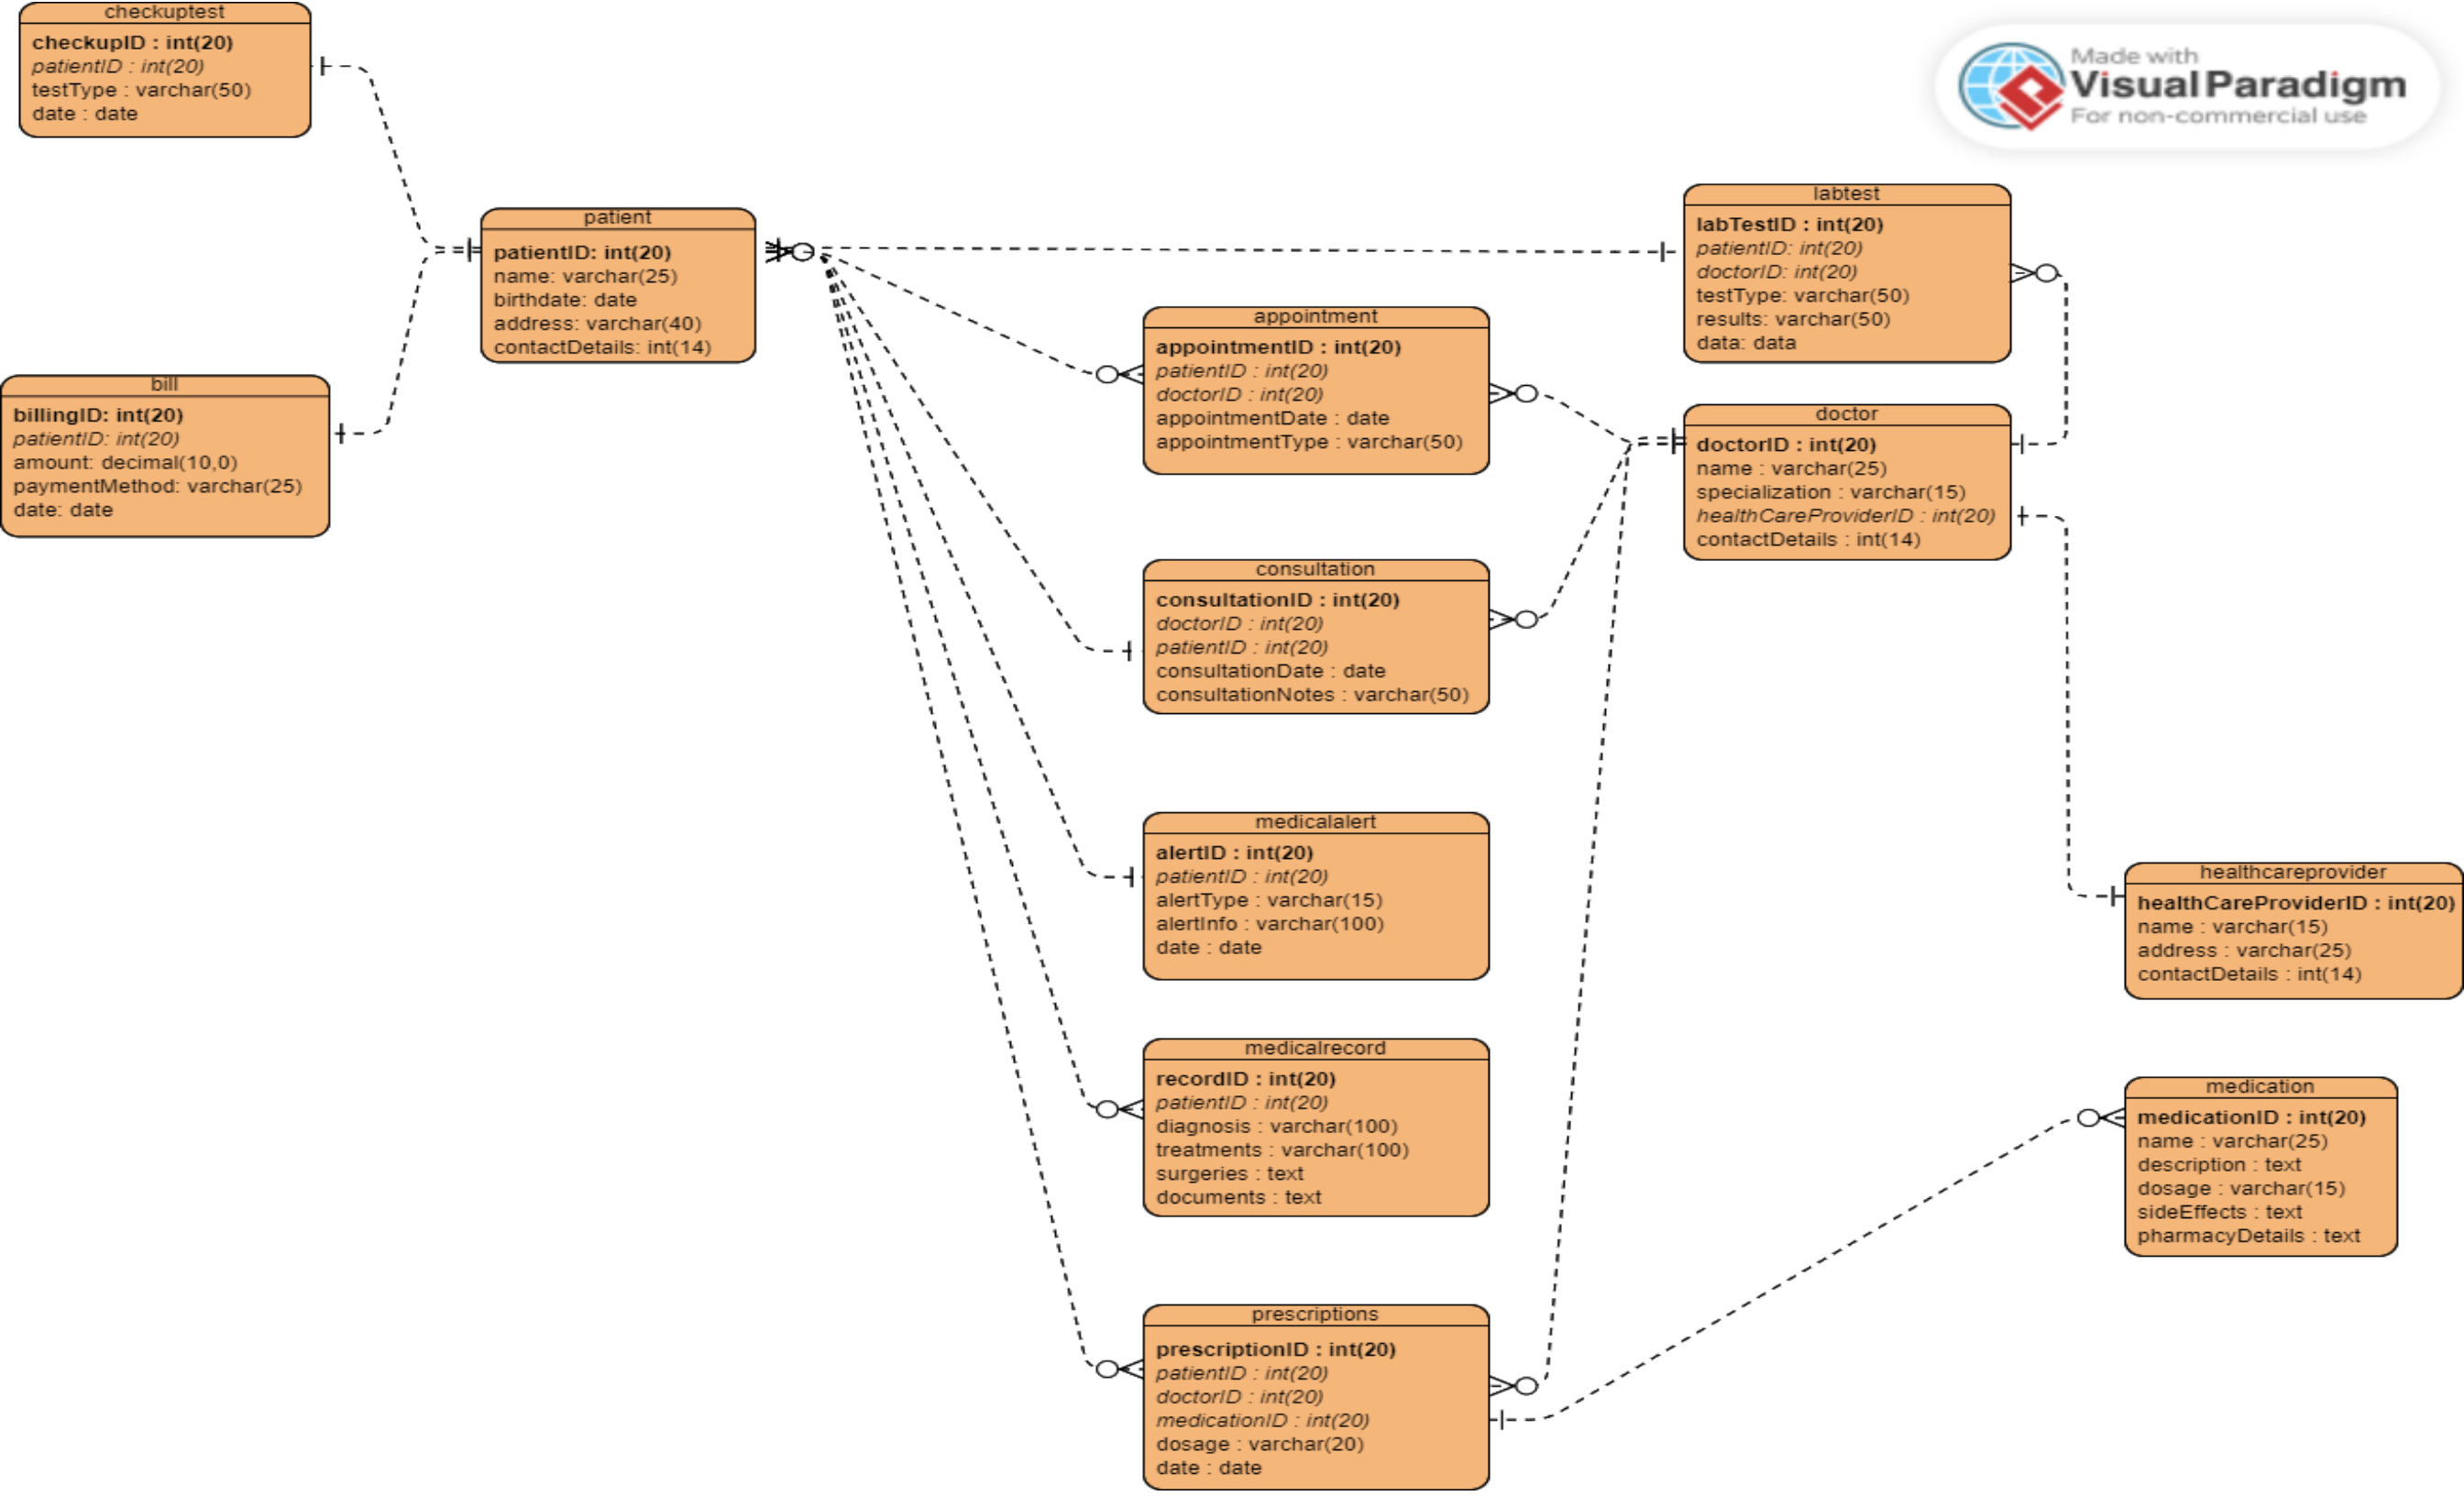 checkuptest
checkupID : int(20)
patientID : int(20)
testType : varchar(50)
date : date
Made with
Visual Paradigm
For non-commercial use
patient
patientID: int(20)
name: varchar(25)
birthdate: date
address: varchar(40)
contactDetails: int(14)
labtest
labTestID : int(20)
patientID: int(20)
doctorID: int(20)
testType: varchar(50)
results: varchar(50)
data: data
bill
billingID: int(20)
patientID: int(20)
amount: decimal(10,0)
paymentMethod: varchar(25)
date: date
appointment
appointmentID : int(20)
patientID : int(20)
doctorID : int(20)
appointmentDate : date
appointmentType : varchar(50)
doctor
doctorID : int(20)
name : varchar(25)
specialization : varchar(15)
healthCareProviderID : int(20)
contactDetails : int(14)
consultation
consultationID : int(20)
doctorID : int(20)
patientID : int(20)
consultationDate : date
consultationNotes : varchar(50)
medicalalert
alertID : int(20)
patientID : int(20)
alertType : varchar(15)
alertInfo : varchar(100)
date : date
healthcareprovider
healthCareProviderID : int(20)
name : varchar(15)
address : varchar(25)
contactDetails : int(14)
medicalrecord
recordID : int(20)
patientID : int(20)
diagnosis : varchar(100)
treatments : varchar(100)
surgeries : text
documents : text
medication
medicationID : int(20)
name : varchar(25)
description : text
dosage : varchar(15)
sideEffects : text
pharmacyDetails : text
prescriptions
prescriptionID : int(20)
patientID : int(20)
doctorID : int(20)
medicationID : int(20)
dosage : varchar(20)
date : date